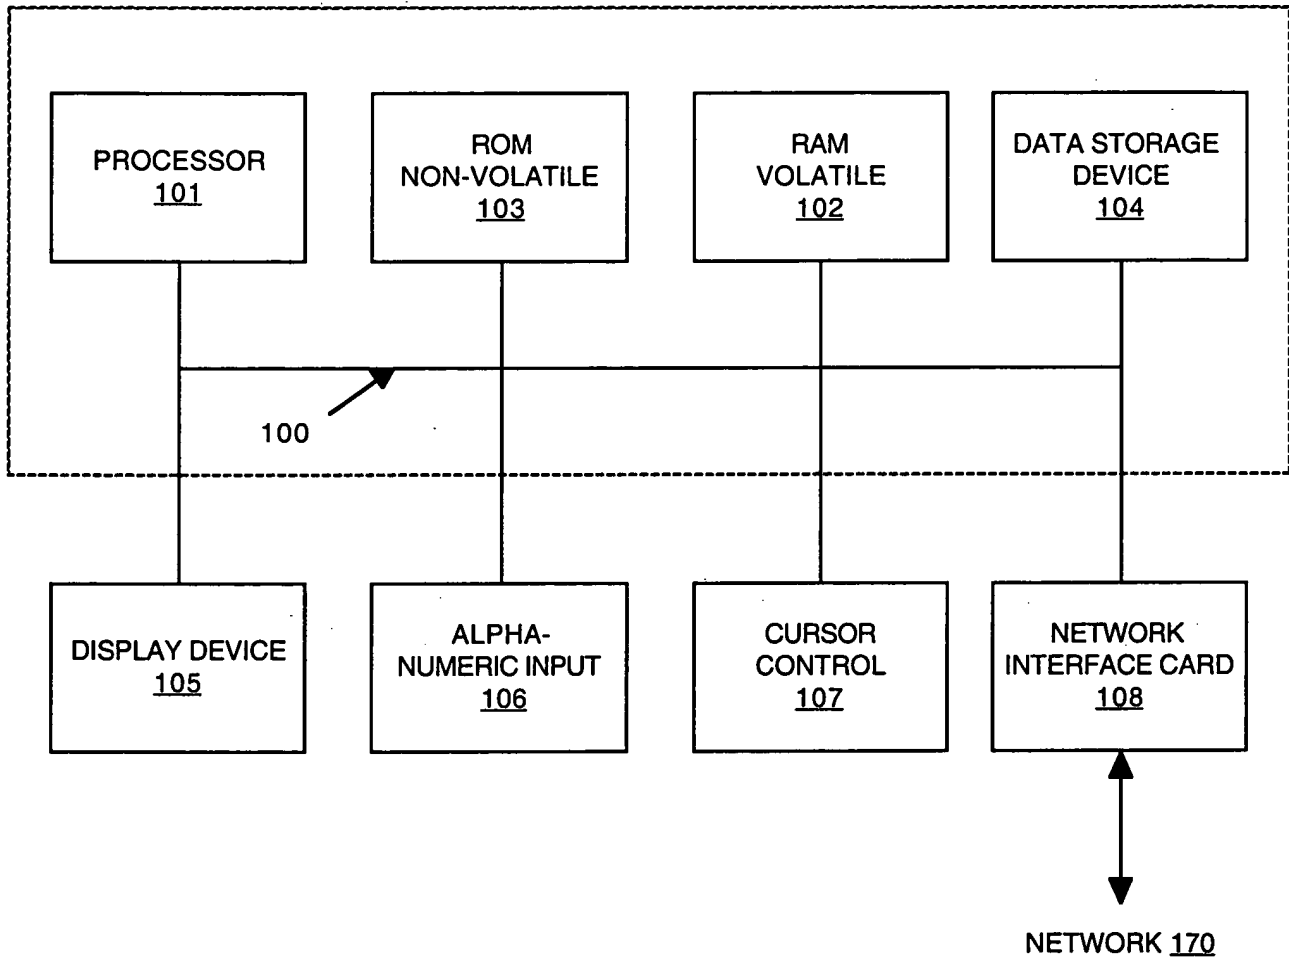 PROCESSOR
101
ROM
NON-VOLATILE
103
RAM
VOLATILE
102
DATA STORAGE
DEVICE
104
100
DISPLAY DEVICE
105
ALPHA-
NUMERIC INPUT
106
CURSOR
CONTROL
107
NETWORK
INTERFACE CARD
108
NETWORK 170